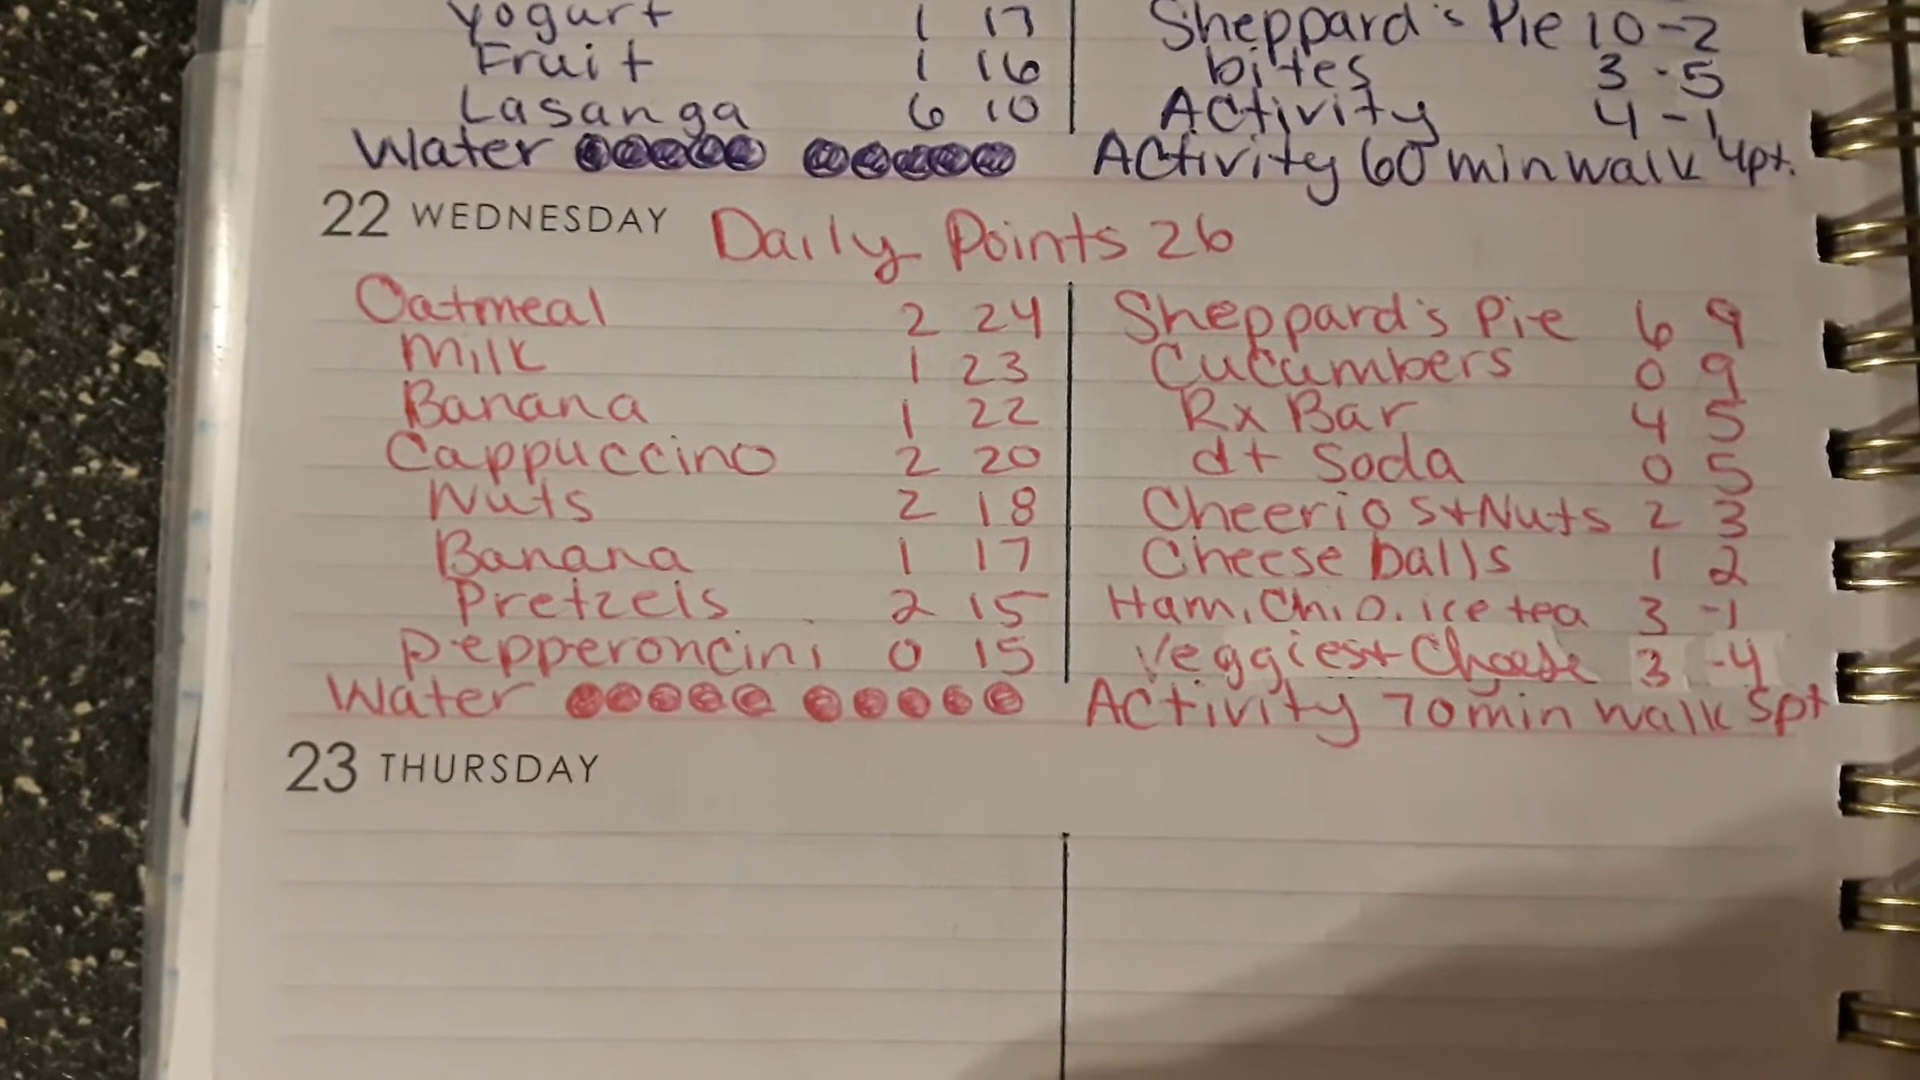 Yogurt 1 17
Fruit 1 16
Lasanga 6 10
Sheppard's Pie 10 -2
bites 3 -5
Activity 4 -1
Water
Activity 60 min walk 4pt.
22 WEDNESDAY Daily Points 26
Oatmeal 2 24
Milk 1 23
Banana 1 22
Cappuccino 2 20
Nuts 2 18
Banana 1 17
Pretzels 2 15
Pepperoncini 0 15
Sheppard's Pie 6 9
Cucumbers 0 9
Rx Bar 4 5
dt Soda 0 5
Cheerios + Nuts 2 3
Cheese balls 1 2
Ham, Ch, O. ice tea 3 -1
Veggies + Cheese 3 -4
Water
Activity 70 min walk 5pt
23 THURSDAY